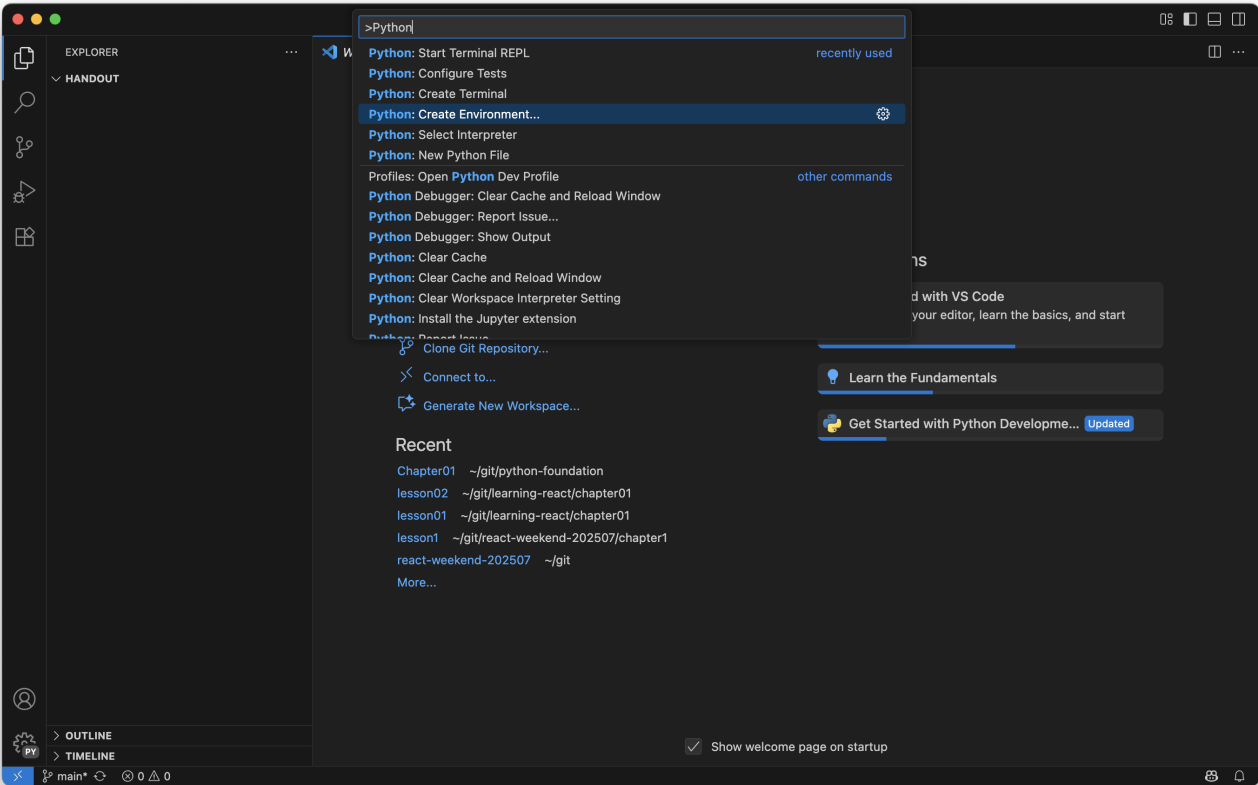 >Python
Python: Start Terminal REPL recently used
Python: Configure Tests
Python: Create Terminal
Python: Create Environment...
Python: Select Interpreter
Python: New Python File
Profiles: Open Python Dev Profile other commands
Python Debugger: Clear Cache and Reload Window
Python Debugger: Report Issue...
Python Debugger: Show Output
Python: Clear Cache
Python: Clear Cache and Reload Window
Python: Clear Workspace Interpreter Setting
Python: Install the Jupyter extension
Python: Report Issue
EXPLORER
HANDOUT
W
Clone Git Repository...
Connect to...
Generate New Workspace...
Recent
Chapter01 ~/git/python-foundation
lesson02 ~/git/learning-react/chapter01
lesson01 ~/git/learning-react/chapter01
lesson1 ~/git/react-weekend-202507/chapter1
react-weekend-202507 ~/git
More...
ns
d with VS Code
your editor, learn the basics, and start
Learn the Fundamentals
Get Started with Python Developme... Updated
Show welcome page on startup
PY
OUTLINE
TIMELINE
main* 0 0